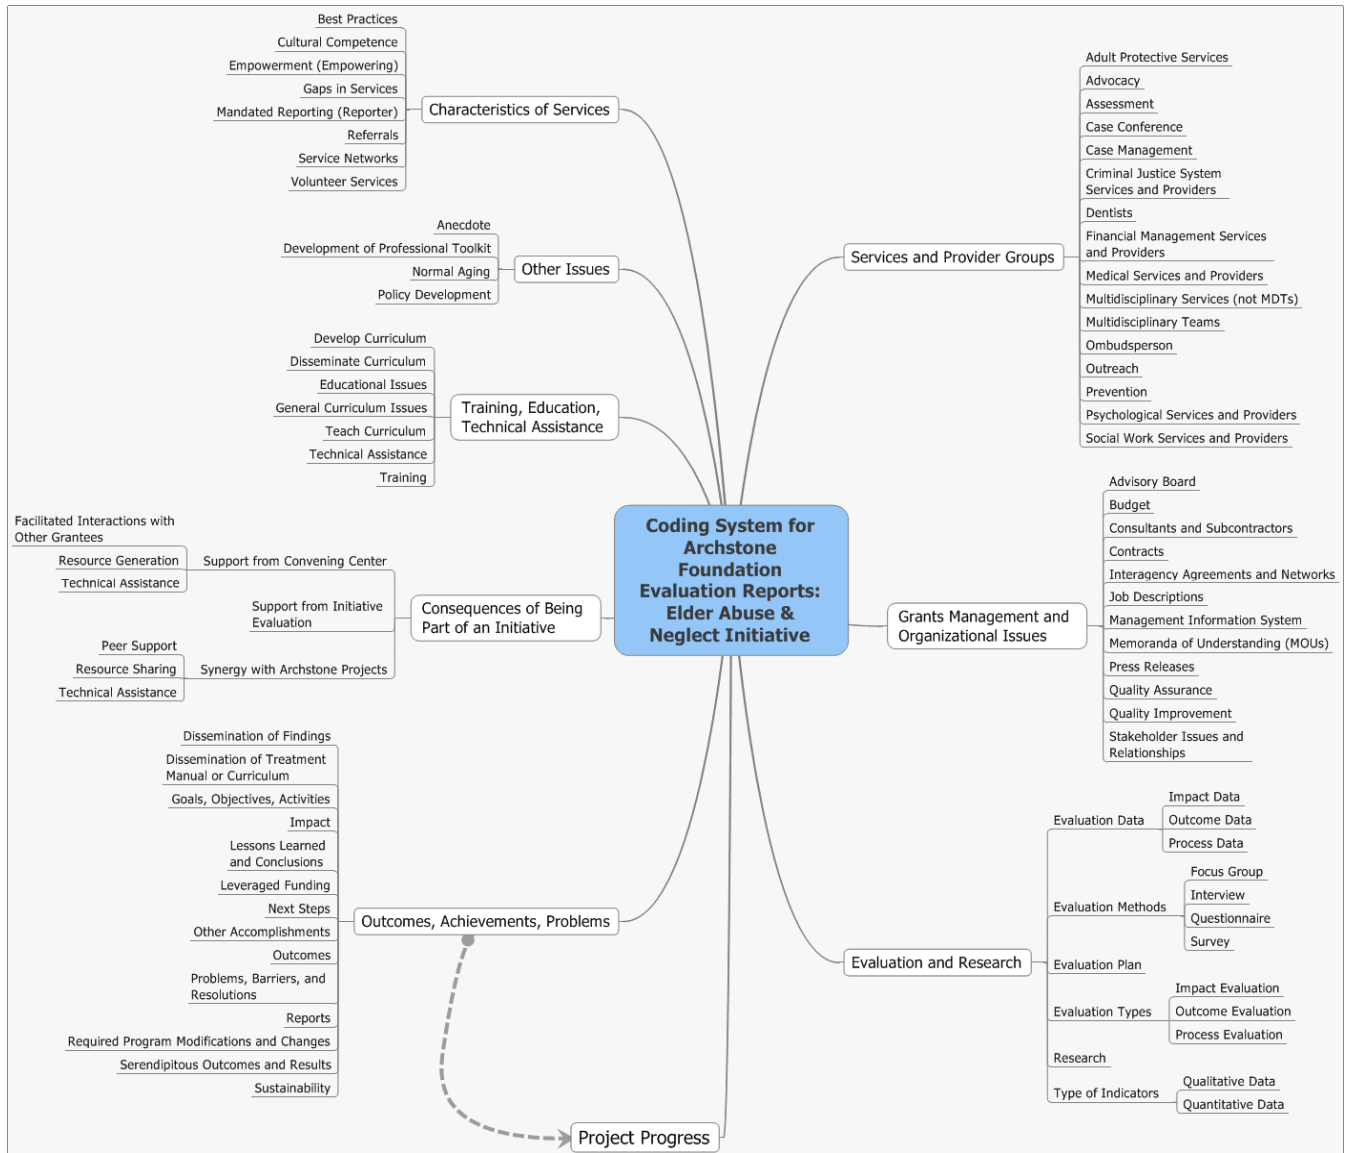 Best Practices
Cultural Competence
Empowerment (Empowering)
Gaps in Services
Mandated Reporting (Reporter)
Referrals
Service Networks
Volunteer Services
Characteristics of Services
Anecdote
Development of Professional Toolkit
Normal Aging
Policy Development
Other Issues
Develop Curriculum
Disseminate Curriculum
Educational Issues
General Curriculum Issues
Teach Curriculum
Technical Assistance
Training
Training, Education,
Technical Assistance
Facilitated Interactions with
Other Grantees
Resource Generation
Technical Assistance
Support from Convening Center
Support from Initiative
Evaluation
Peer Support
Resource Sharing
Technical Assistance
Synergy with Archstone Projects
Consequences of Being
Part of an Initiative
Dissemination of Findings
Dissemination of Treatment
Manual or Curriculum
Goals, Objectives, Activities
Impact
Lessons Learned
and Conclusions
Leveraged Funding
Next Steps
Other Accomplishments
Outcomes
Problems, Barriers, and
Resolutions
Reports
Required Program Modifications and Changes
Serendipitous Outcomes and Results
Sustainability
Outcomes, Achievements, Problems
Project Progress
Coding System for
Archstone
Foundation
Evaluation Reports:
Elder Abuse &
Neglect Initiative
Services and Provider Groups
Adult Protective Services
Advocacy
Assessment
Case Conference
Case Management
Criminal Justice System
Services and Providers
Dentists
Financial Management Services
and Providers
Medical Services and Providers
Multidisciplinary Services (not MDTs)
Multidisciplinary Teams
Ombudsperson
Outreach
Prevention
Psychological Services and Providers
Social Work Services and Providers
Grants Management and
Organizational Issues
Advisory Board
Budget
Consultants and Subcontractors
Contracts
Interagency Agreements and Networks
Job Descriptions
Management Information System
Memoranda of Understanding (MOUs)
Press Releases
Quality Assurance
Quality Improvement
Stakeholder Issues and
Relationships
Evaluation and Research
Evaluation Data
Impact Data
Outcome Data
Process Data
Evaluation Methods
Focus Group
Interview
Questionnaire
Survey
Evaluation Plan
Evaluation Types
Impact Evaluation
Outcome Evaluation
Process Evaluation
Research
Type of Indicators
Qualitative Data
Quantitative Data